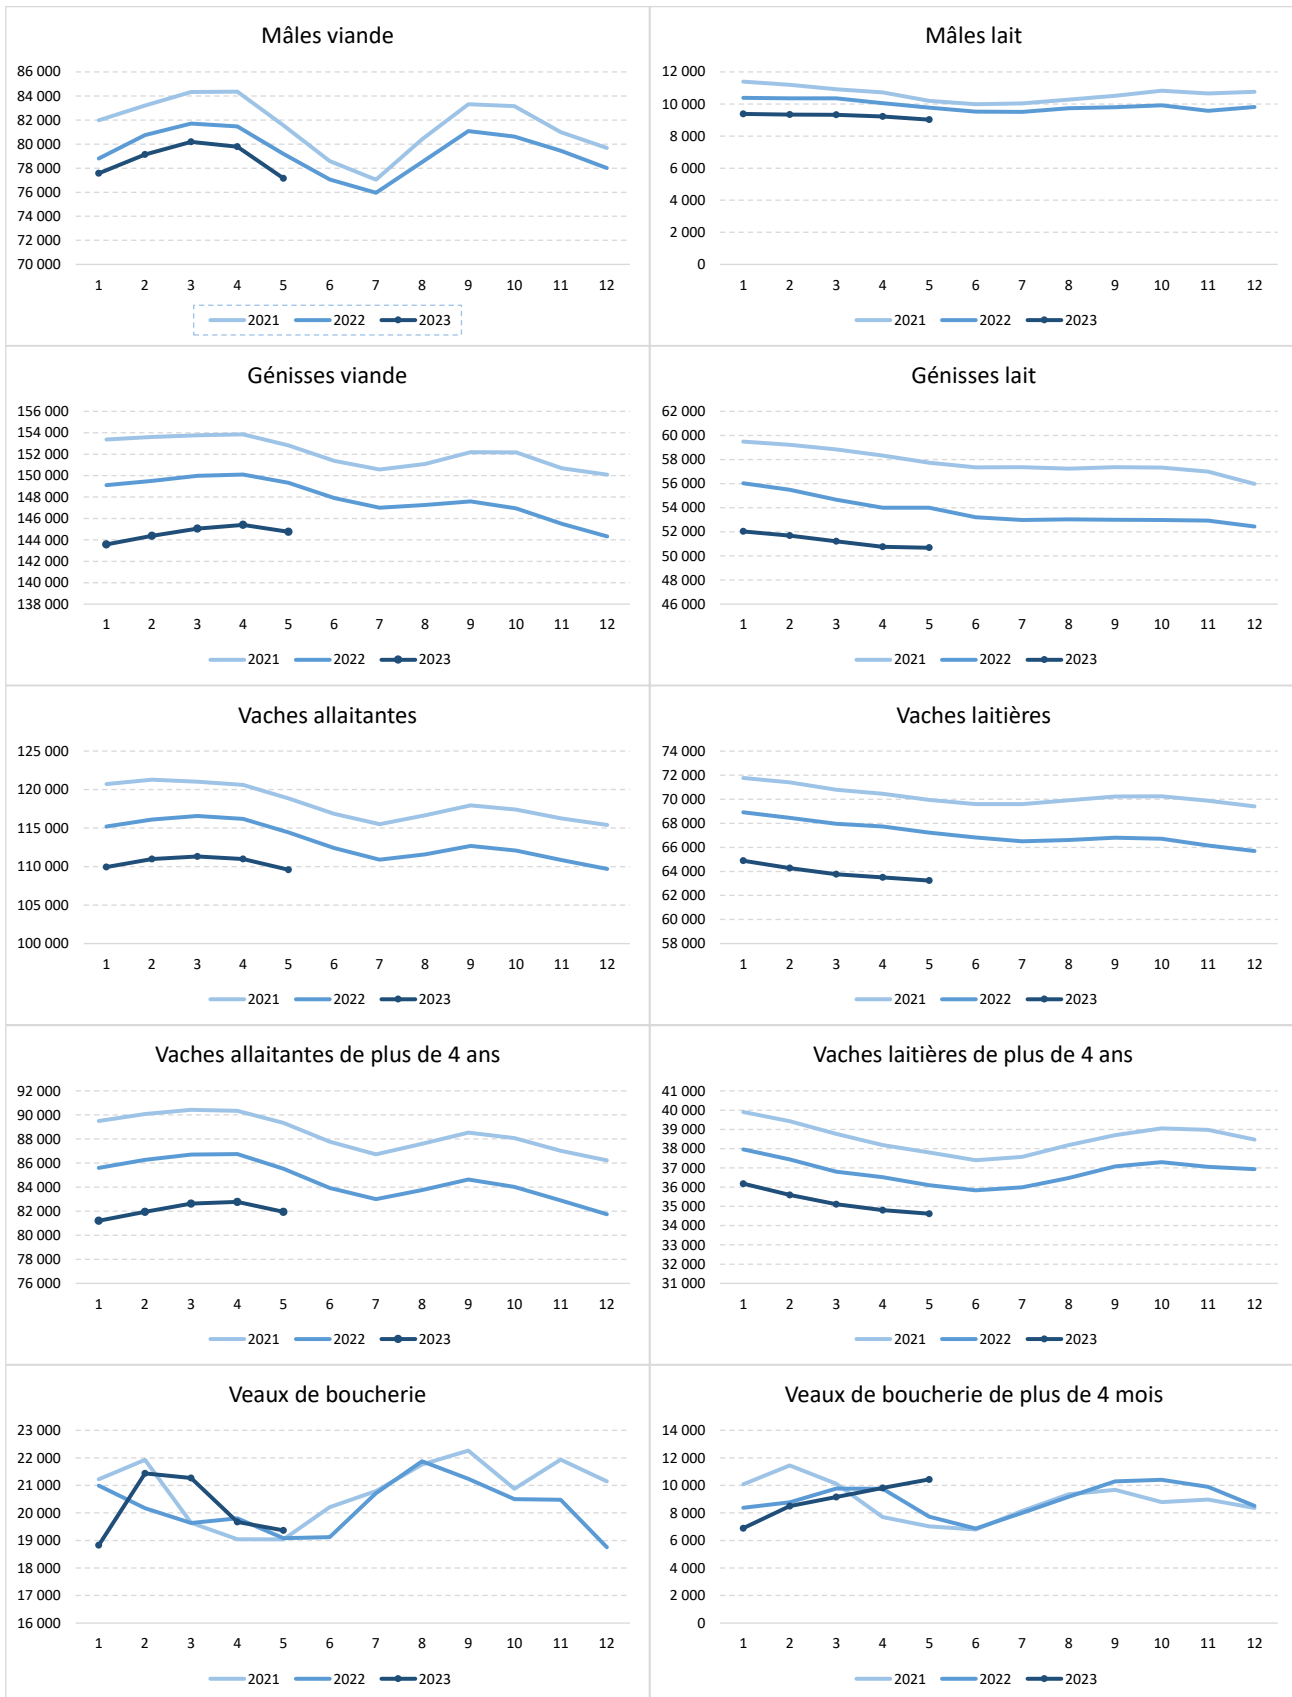 Mâles viande
86 000
84 000
82 000
80 000
78 000
76 000
74 000
72 000
70 000
1 2 3 4 5 6 7 8 9 10 11 12
2021 2022 2023
Mâles lait
12 000
10 000
8 000
6 000
4 000
2 000
0
1 2 3 4 5 6 7 8 9 10 11 12
2021 2022 2023
Génisses viande
156 000
154 000
152 000
150 000
148 000
146 000
144 000
142 000
140 000
138 000
1 2 3 4 5 6 7 8 9 10 11 12
2021 2022 2023
Génisses lait
62 000
60 000
58 000
56 000
54 000
52 000
50 000
48 000
46 000
1 2 3 4 5 6 7 8 9 10 11 12
2021 2022 2023
Vaches allaitantes
125 000
120 000
115 000
110 000
105 000
100 000
1 2 3 4 5 6 7 8 9 10 11 12
2021 2022 2023
Vaches laitières
74 000
72 000
70 000
68 000
66 000
64 000
62 000
60 000
58 000
1 2 3 4 5 6 7 8 9 10 11 12
2021 2022 2023
Vaches allaitantes de plus de 4 ans
92 000
90 000
88 000
86 000
84 000
82 000
80 000
78 000
76 000
1 2 3 4 5 6 7 8 9 10 11 12
2021 2022 2023
Vaches laitières de plus de 4 ans
41 000
40 000
39 000
38 000
37 000
36 000
35 000
34 000
33 000
32 000
31 000
1 2 3 4 5 6 7 8 9 10 11 12
2021 2022 2023
Veaux de boucherie
23 000
22 000
21 000
20 000
19 000
18 000
17 000
16 000
1 2 3 4 5 6 7 8 9 10 11 12
2021 2022 2023
Veaux de boucherie de plus de 4 mois
14 000
12 000
10 000
8 000
6 000
4 000
2 000
0
1 2 3 4 5 6 7 8 9 10 11 12
2021 2022 2023